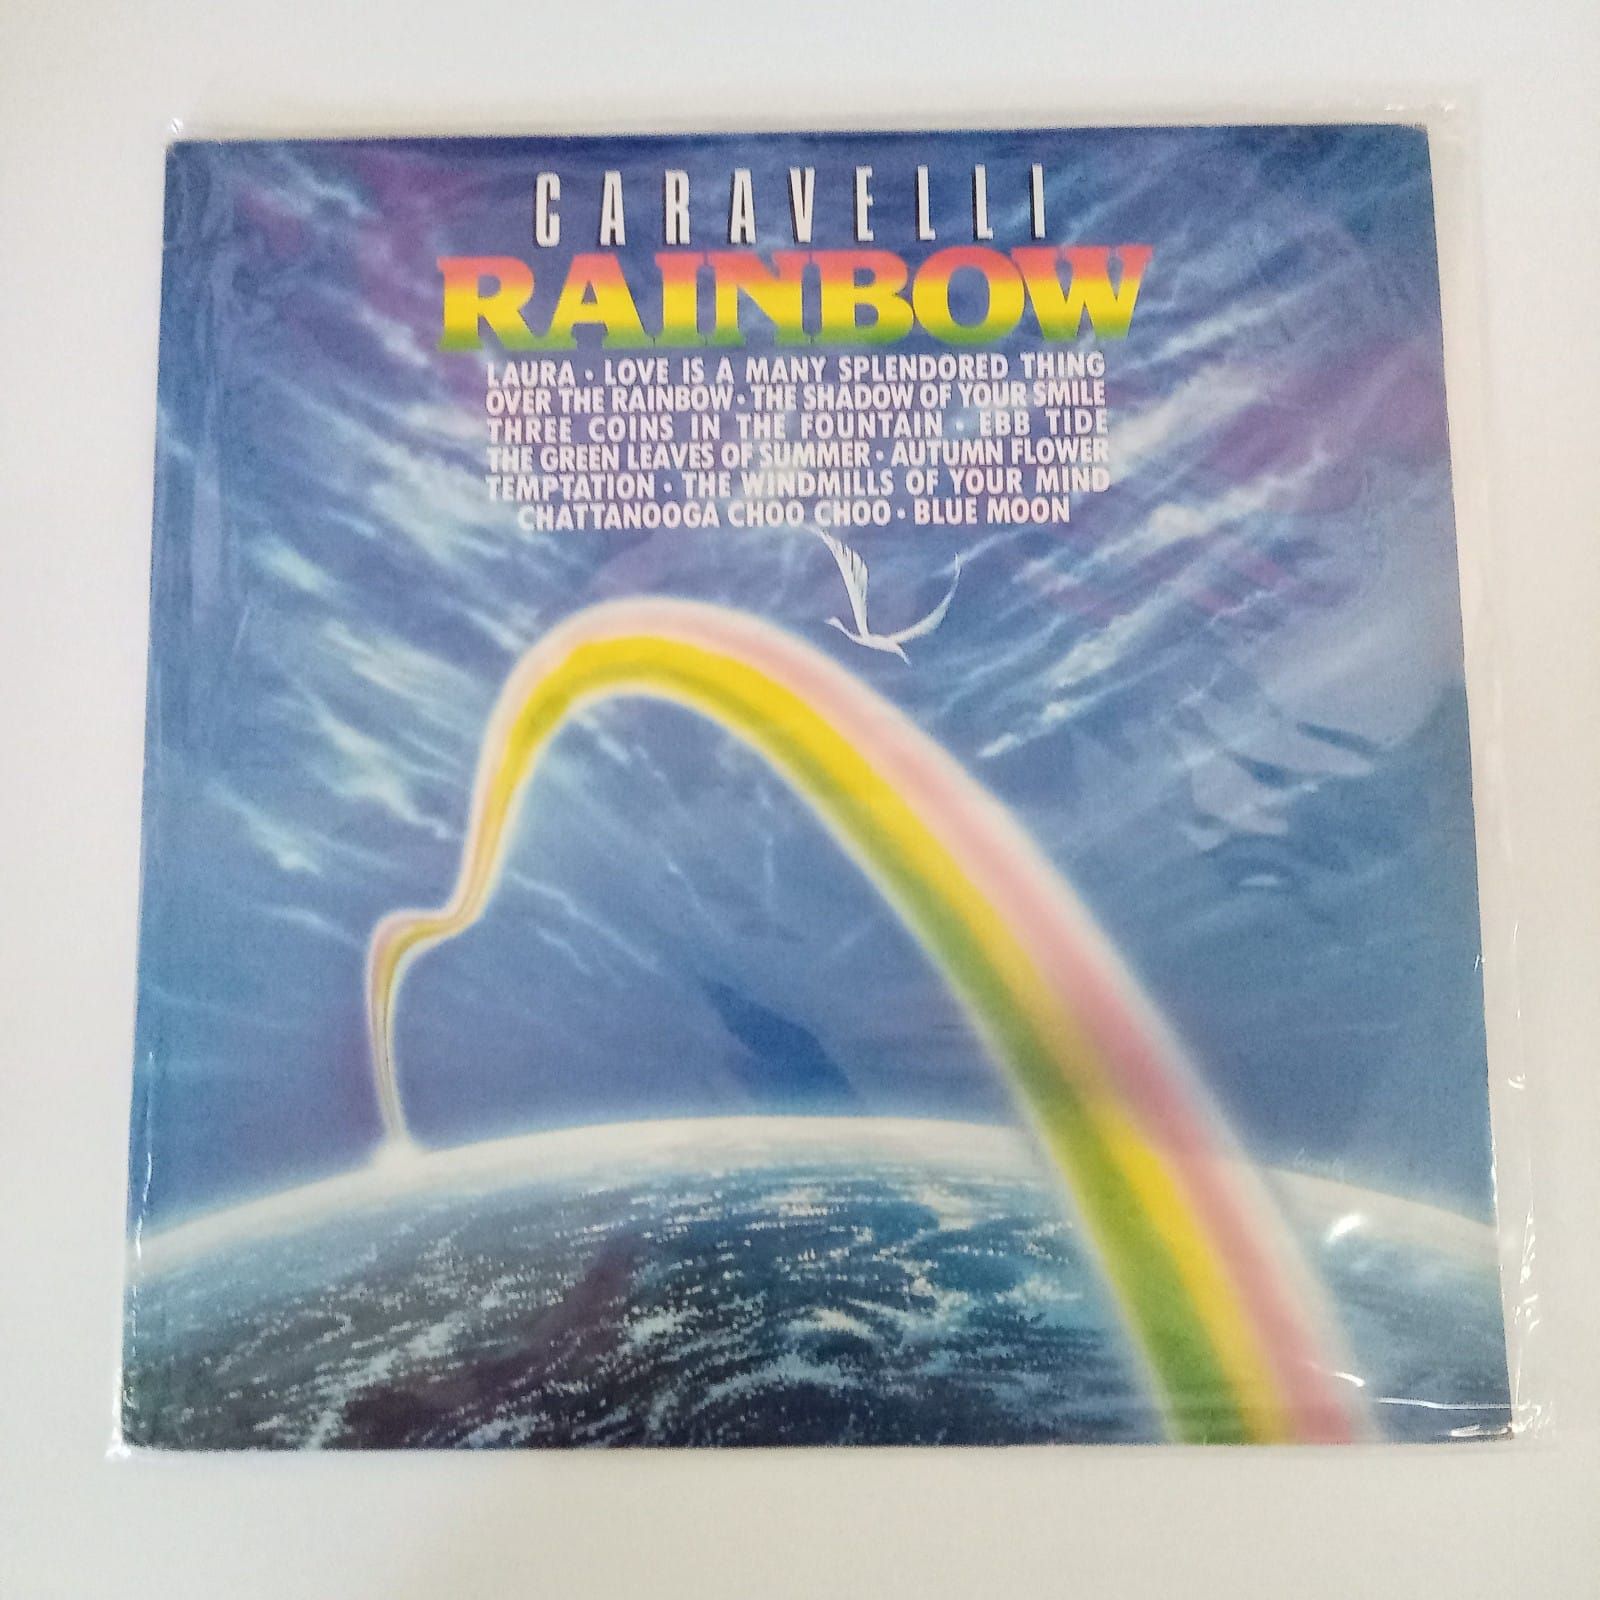 CARAVELLI
RAINBOW
LAURA · LOVE IS A MANY SPLENDORED THING
OVER THE RAINBOW · THE SHADOW OF YOUR SMILE
THREE COINS IN THE FOUNTAIN · EBB TIDE
THE GREEN LEAVES OF SUMMER · AUTUMN FLOWER
TEMPTATION · THE WINDMILLS OF YOUR MIND
CHATTANOOGA CHOO CHOO · BLUE MOON